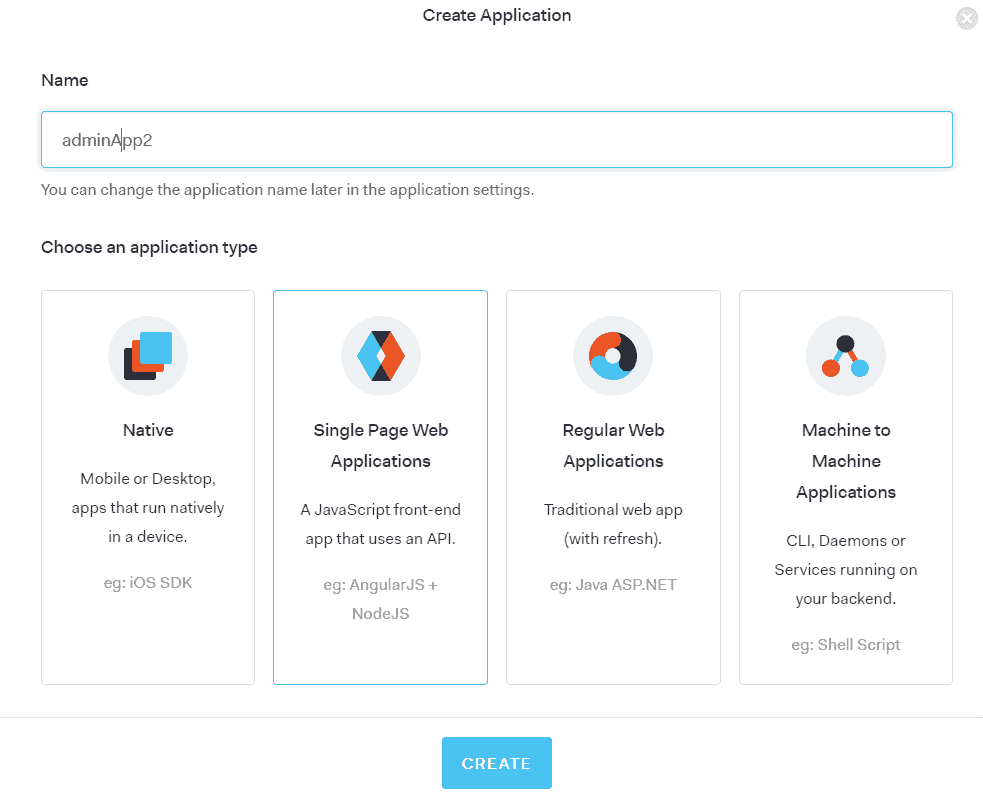 Create Application
Name
adminApp2
You can change the application name later in the application settings.
Choose an application type
Native
Mobile or Desktop,
apps that run natively
in a device.
eg: iOS SDK
Single Page Web
Applications
A JavaScript front-end
app that uses an API.
eg: AngularJS +
NodeJS
Regular Web
Applications
Traditional web app
(with refresh).
eg: Java ASP.NET
Machine to
Machine
Applications
CLI, Daemons or
Services running on
your backend.
eg: Shell Script
CREATE